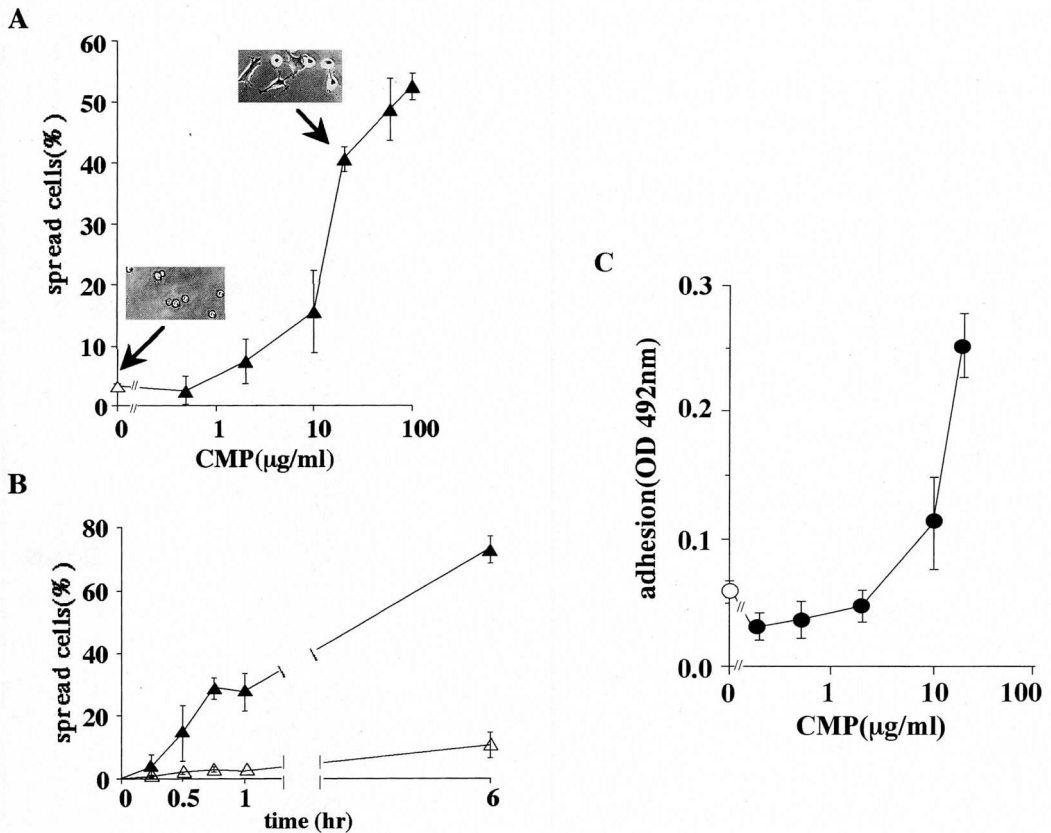 A
60
50
40
30
20
10
0
spread cells(%)
0 1 10 100
CMP(µg/ml)
B
80
60
40
20
0
spread cells(%)
0 0.5 1 6
time (hr)
C
0.3
0.2
0.1
0.0
adhesion(OD 492nm)
0 1 10 100
CMP(µg/ml)